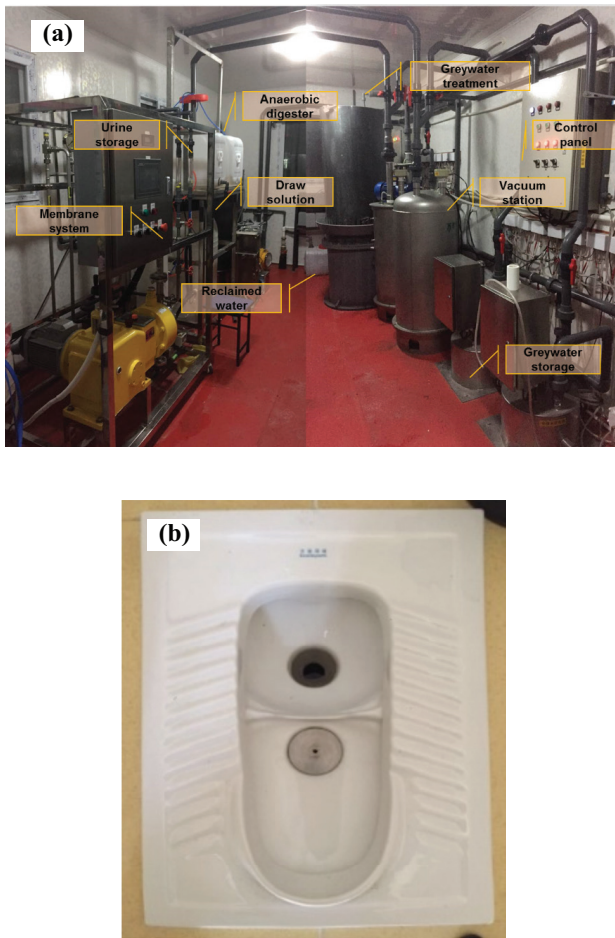 (a)
Greywater
treatment
Anaerobic
digester
Control
panel
Urine
storage
Draw
solution
Vacuum
station
Membrane
system
Reclaimed
water
Greywater
storage
(b)